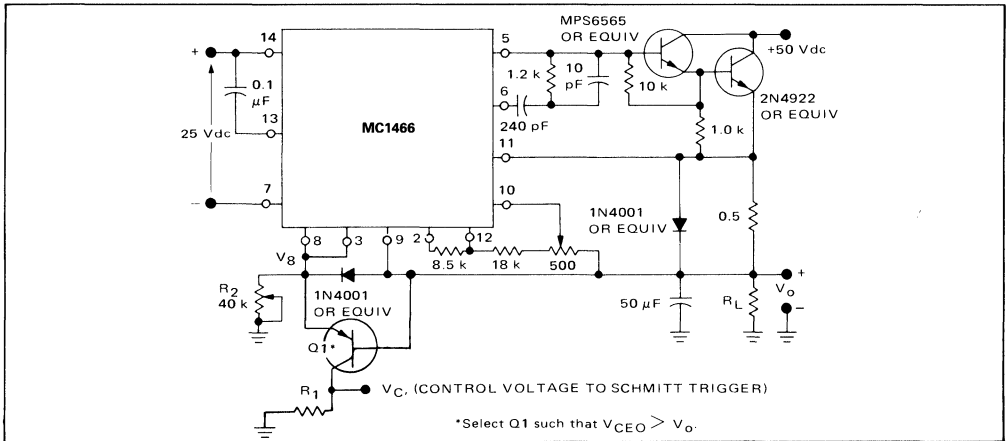 MPS6565
OR EQUIV
+50 Vdc
+ 14
5
1.2 k
10
pF
10 k
0.1
μF
6
240 pF
2N4922
OR EQUIV
13
MC1466
25 Vdc
1.0 k
11
10
7
1N4001
OR EQUIV
0.5
8 3 9 2 12
V8
8.5 k 18 k 500
R2
40 k
1N4001
OR EQUIV
50 μF
RL
Vo
+
−
Q1*
R1
VC, (CONTROL VOLTAGE TO SCHMITT TRIGGER)
*Select Q1 such that VCEO > Vo.